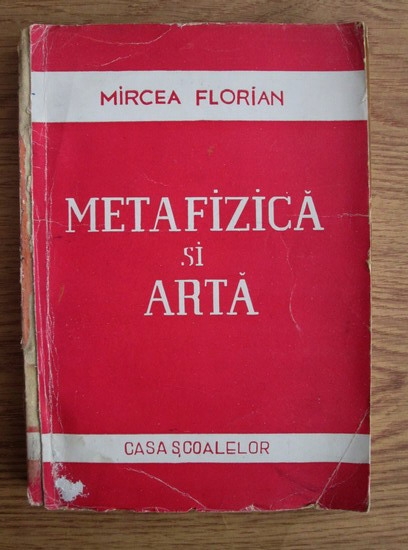 MIRCEA FLORIAN
METAFIZICĂ
și
ARTĂ
CASA ȘCOALELOR